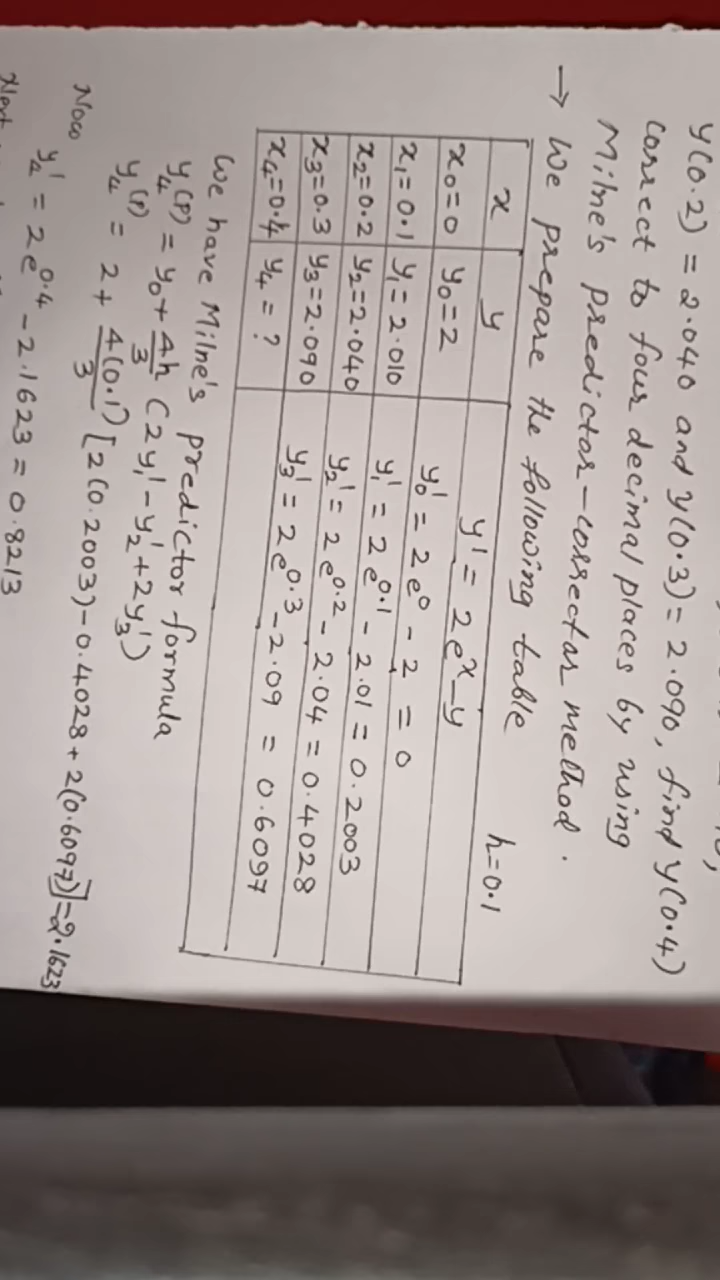 y(0.2) = 2.040 and y(0.3) = 2.090, find y(0.4)
correct to four decimal places by using
Milne's predictor-corrector method.
→ We prepare the following table h=0.1
x y y' = 2e^x - y
x₀=0 y₀=2 y₀' = 2e⁰ - 2 = 0
x₁=0.1 y₁=2.010 y₁' = 2e^0.1 - 2.01 = 0.2003
x₂=0.2 y₂=2.040 y₂' = 2e^0.2 - 2.04 = 0.4028
x₃=0.3 y₃=2.090 y₃' = 2e^0.3 - 2.09 = 0.6097
x₄=0.4 y₄ = ?
We have Milne's predictor formula
y₄^(P) = y₀ + 4h/3 (2y₁' - y₂' + 2y₃')
y₄^(P) = 2 + 4(0.1)/3 [2(0.2003) - 0.4028 + 2(0.6097)] = 2.1623
Now
y₄' = 2e^0.4 - 2.1623 = 0.8213
Next